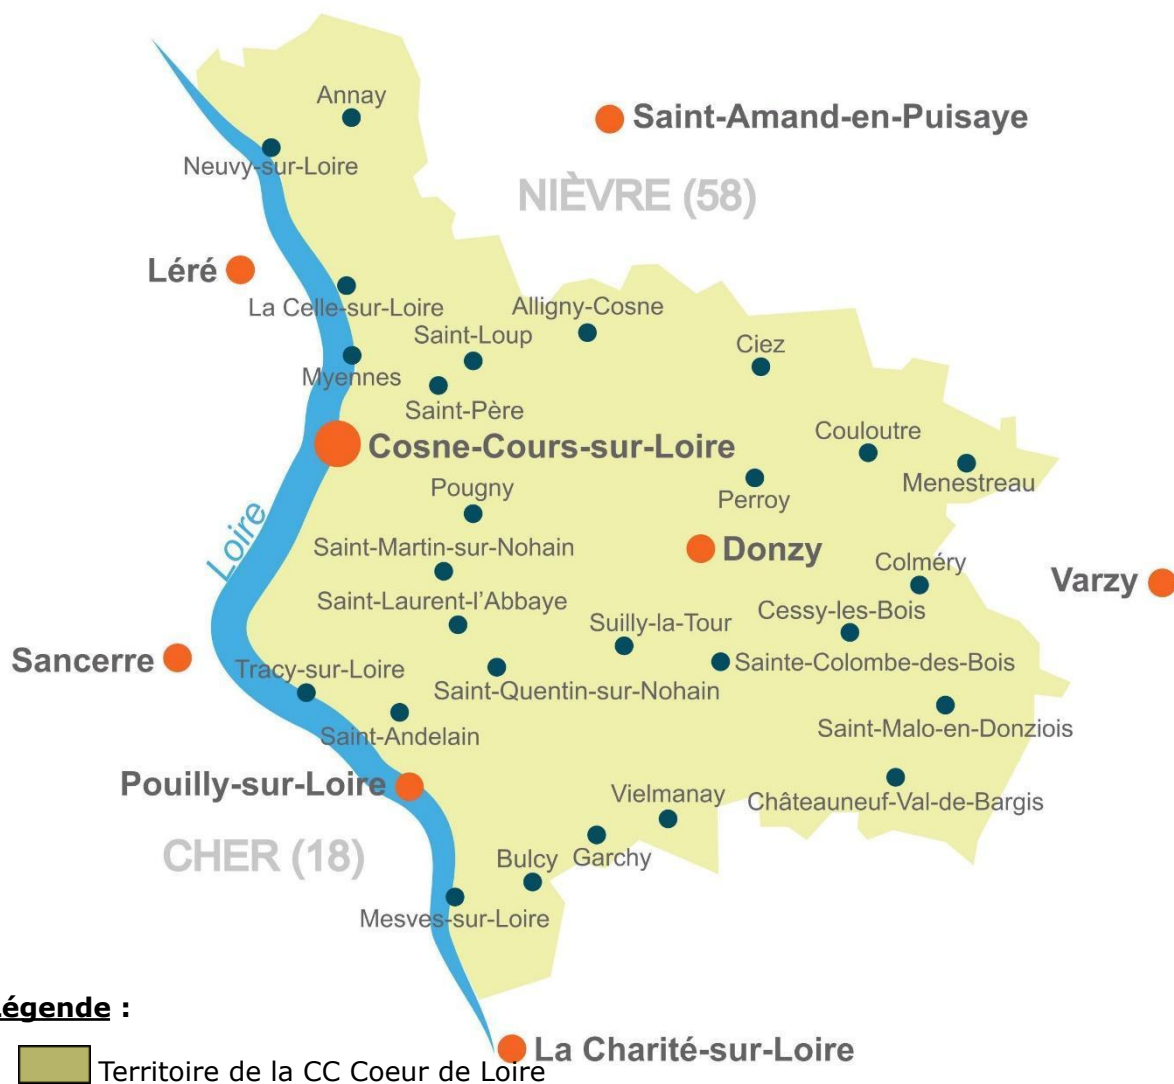 Annay
Saint-Amand-en-Puisaye
Neuvy-sur-Loire
NIÈVRE (58)
Léré
La Celle-sur-Loire
Alligny-Cosne
Saint-Loup
Ciez
Myennes
Saint-Père
Cosne-Cours-sur-Loire
Couloutre
Menestreau
Pougny
Perroy
Loire
Saint-Martin-sur-Nohain
Donzy
Colméry
Varzy
Saint-Laurent-l’Abbaye
Cessy-les-Bois
Suilly-la-Tour
Sancerre
Tracy-sur-Loire
Sainte-Colombe-des-Bois
Saint-Quentin-sur-Nohain
Saint-Andelain
Saint-Malo-en-Donziois
Pouilly-sur-Loire
Vielmanay
Châteauneuf-Val-de-Bargis
CHER (18)
Bulcy
Garchy
Mesves-sur-Loire
Légende :
La Charité-sur-Loire
Territoire de la CC Coeur de Loire